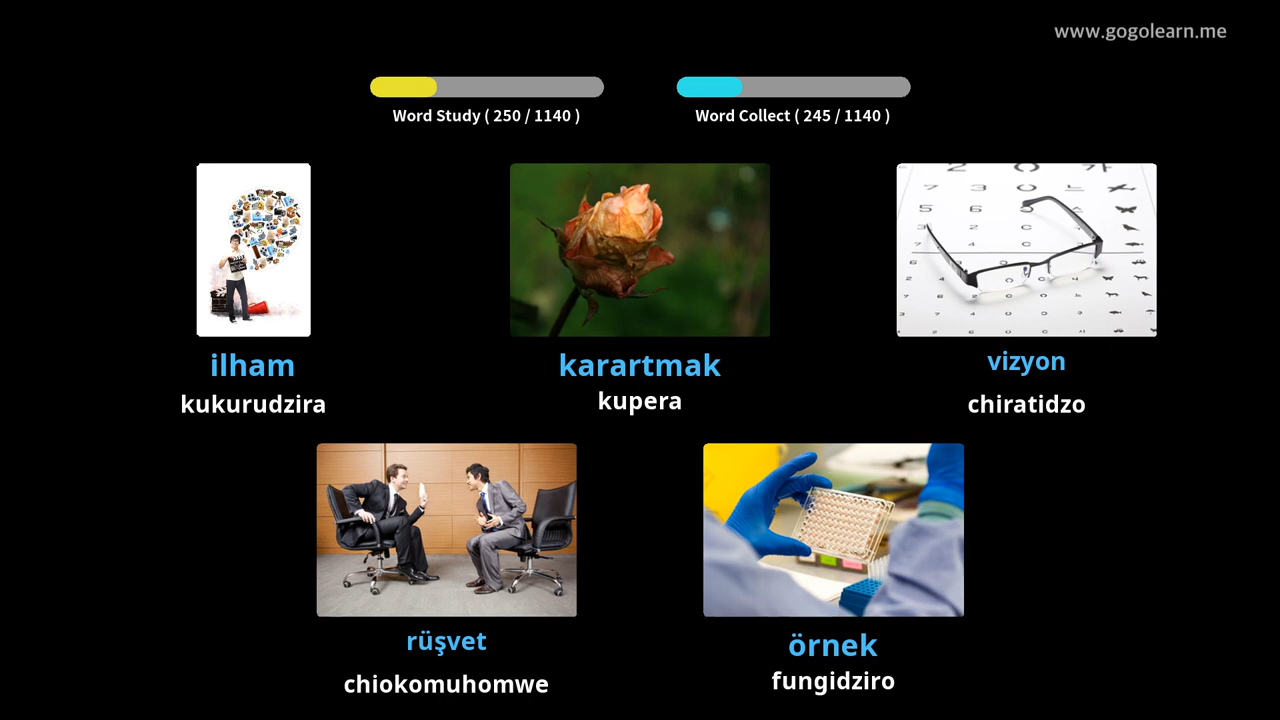 www.gogolearn.me
Word Study ( 250 / 1140 )
Word Collect ( 245 / 1140 )
ilham
kukurudzira
karartmak
kupera
vizyon
chiratidzo
rüşvet
chiokomuhomwe
örnek
fungidziro